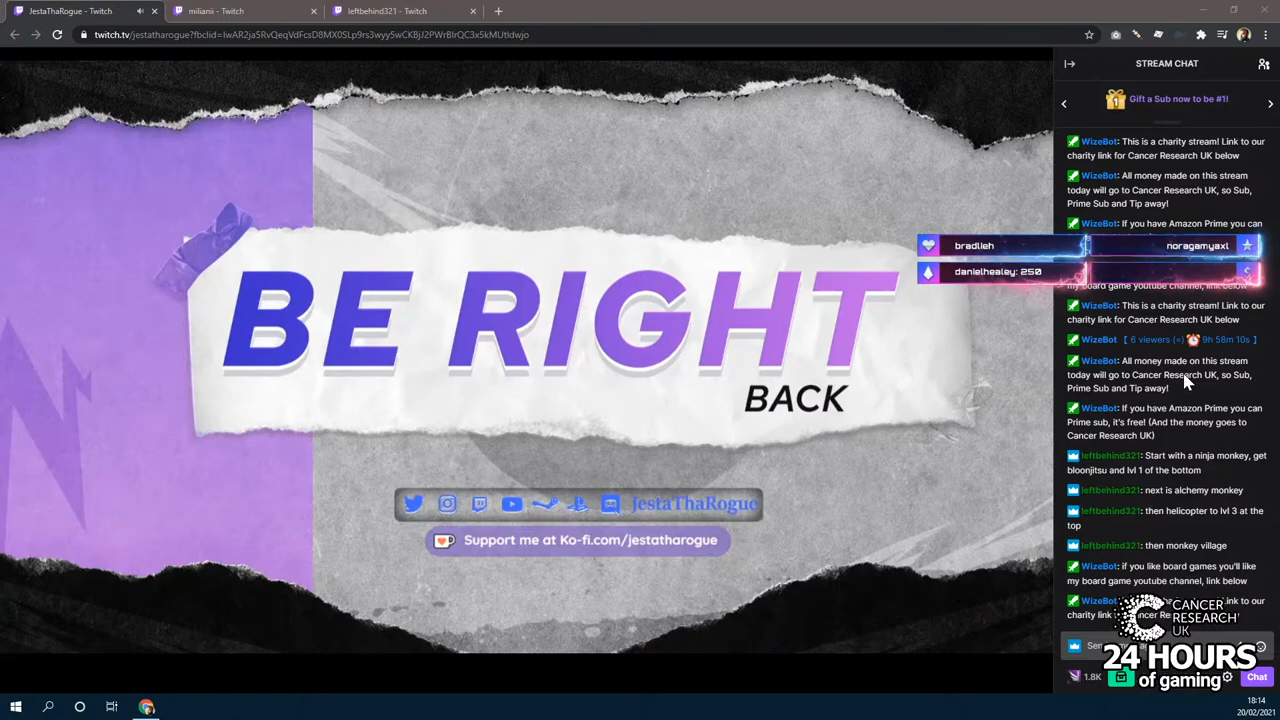 JestaThaRogue - Twitch
milianii - Twitch
leftbehind321 - Twitch
twitch.tv/jestatharogue?fbclid=IwAR2ja5RvQeqVdFcsD8MX0SLp9rs3wyy5wCKBjJ2PWrBlrQC3x5kMUtldwjo
STREAM CHAT
Gift a Sub now to be #1!
WizeBot: This is a charity stream! Link to our
charity link for Cancer Research UK below
WizeBot: All money made on this stream
today will go to Cancer Research UK, so Sub,
Prime Sub and Tip away!
WizeBot: If you have Amazon Prime you can
bradlieh
noragamyaxl
danielhealey: 250
my board game youtube channel, link below
WizeBot: This is a charity stream! Link to our
charity link for Cancer Research UK below
WizeBot [ 6 viewers (=) 9h 58m 10s ]
WizeBot: All money made on this stream
today will go to Cancer Research UK, so Sub,
Prime Sub and Tip away!
WizeBot: If you have Amazon Prime you can
Prime sub, it's free! (And the money goes to
Cancer Research UK)
leftbehind321: Start with a ninja monkey, get
bloonjitsu and lvl 1 of the bottom
leftbehind321: next is alchemy monkey
leftbehind321: then helicopter to lvl 3 at the
top
leftbehind321: then monkey village
WizeBot: if you like board games you'll like
my board game youtube channel, link below
WizeBot: Link to our
charity link for Cancer
BE RIGHT
BACK
JestaThaRogue
Support me at Ko-fi.com/jestatharogue
CANCER
RESEARCH
UK
24 HOURS
of gaming
1.8K
Chat
18:14
20/02/2021